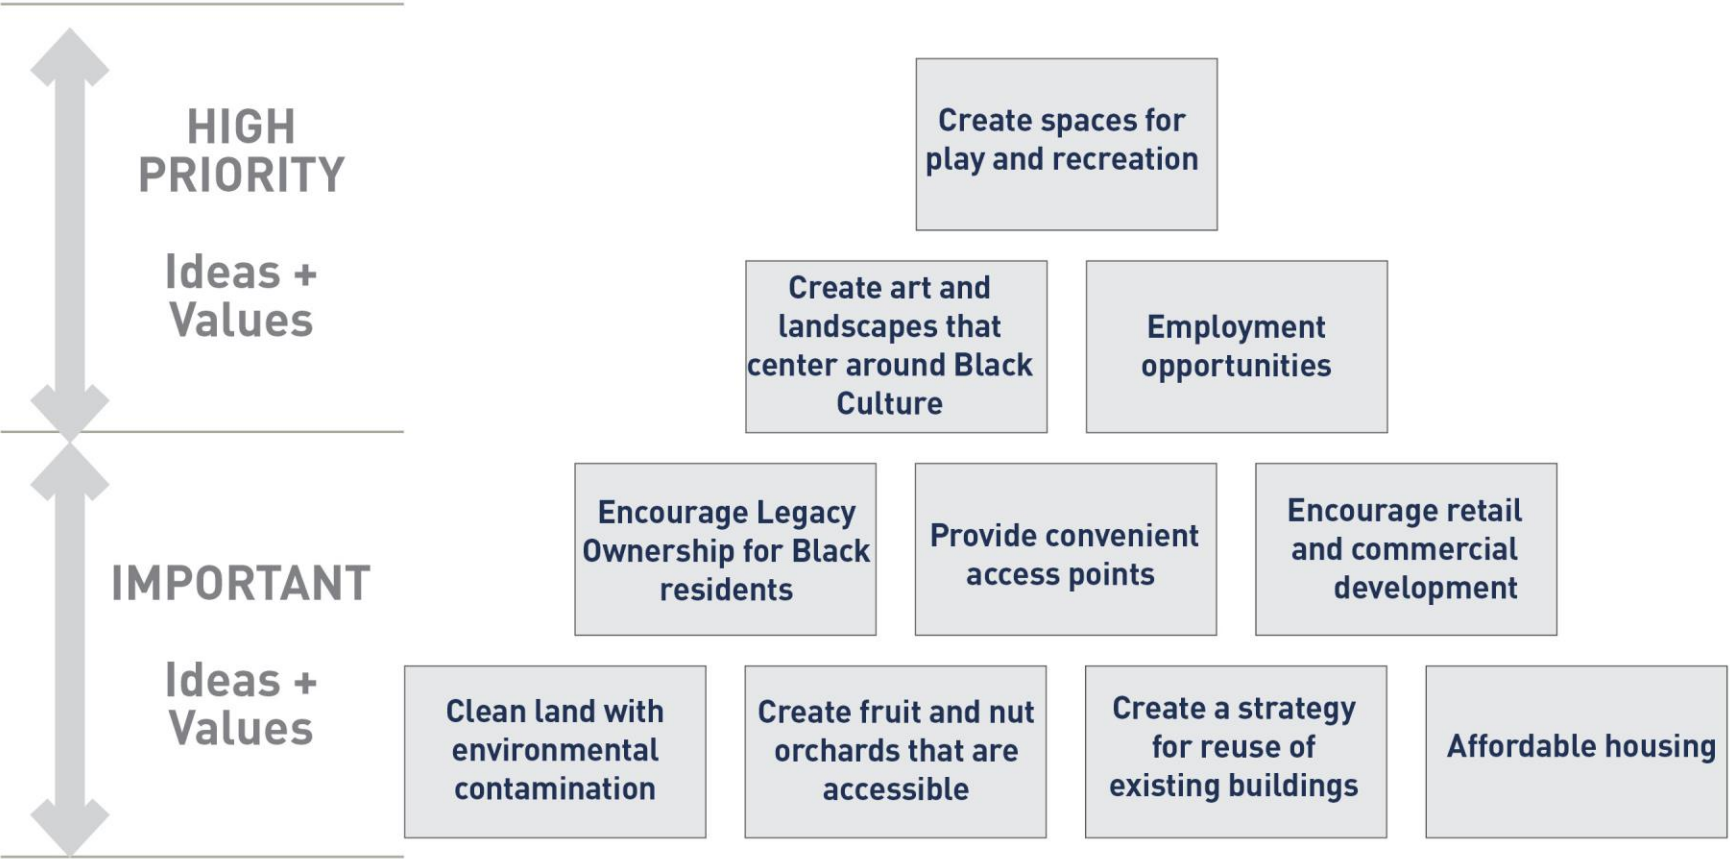 HIGH
PRIORITY
Ideas +
Values
Create spaces for
play and recreation
Create art and
landscapes that
center around Black
Culture
Employment
opportunities
IMPORTANT
Ideas +
Values
Encourage Legacy
Ownership for Black
residents
Provide convenient
access points
Encourage retail
and commercial
development
Clean land with
environmental
contamination
Create fruit and nut
orchards that are
accessible
Create a strategy
for reuse of
existing buildings
Affordable housing